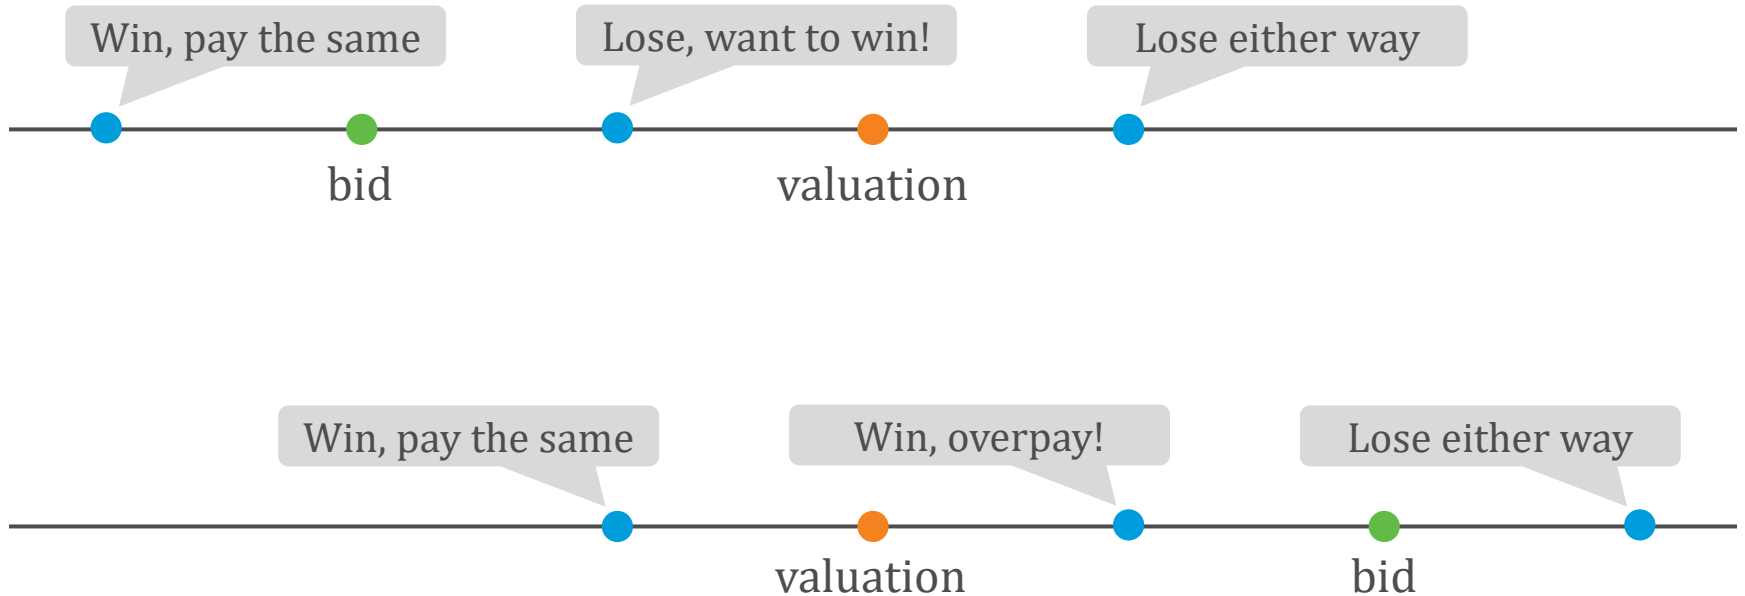 Win, pay the same
Lose, want to win!
Lose either way
bid
valuation
Win, pay the same
Win, overpay!
Lose either way
valuation
bid